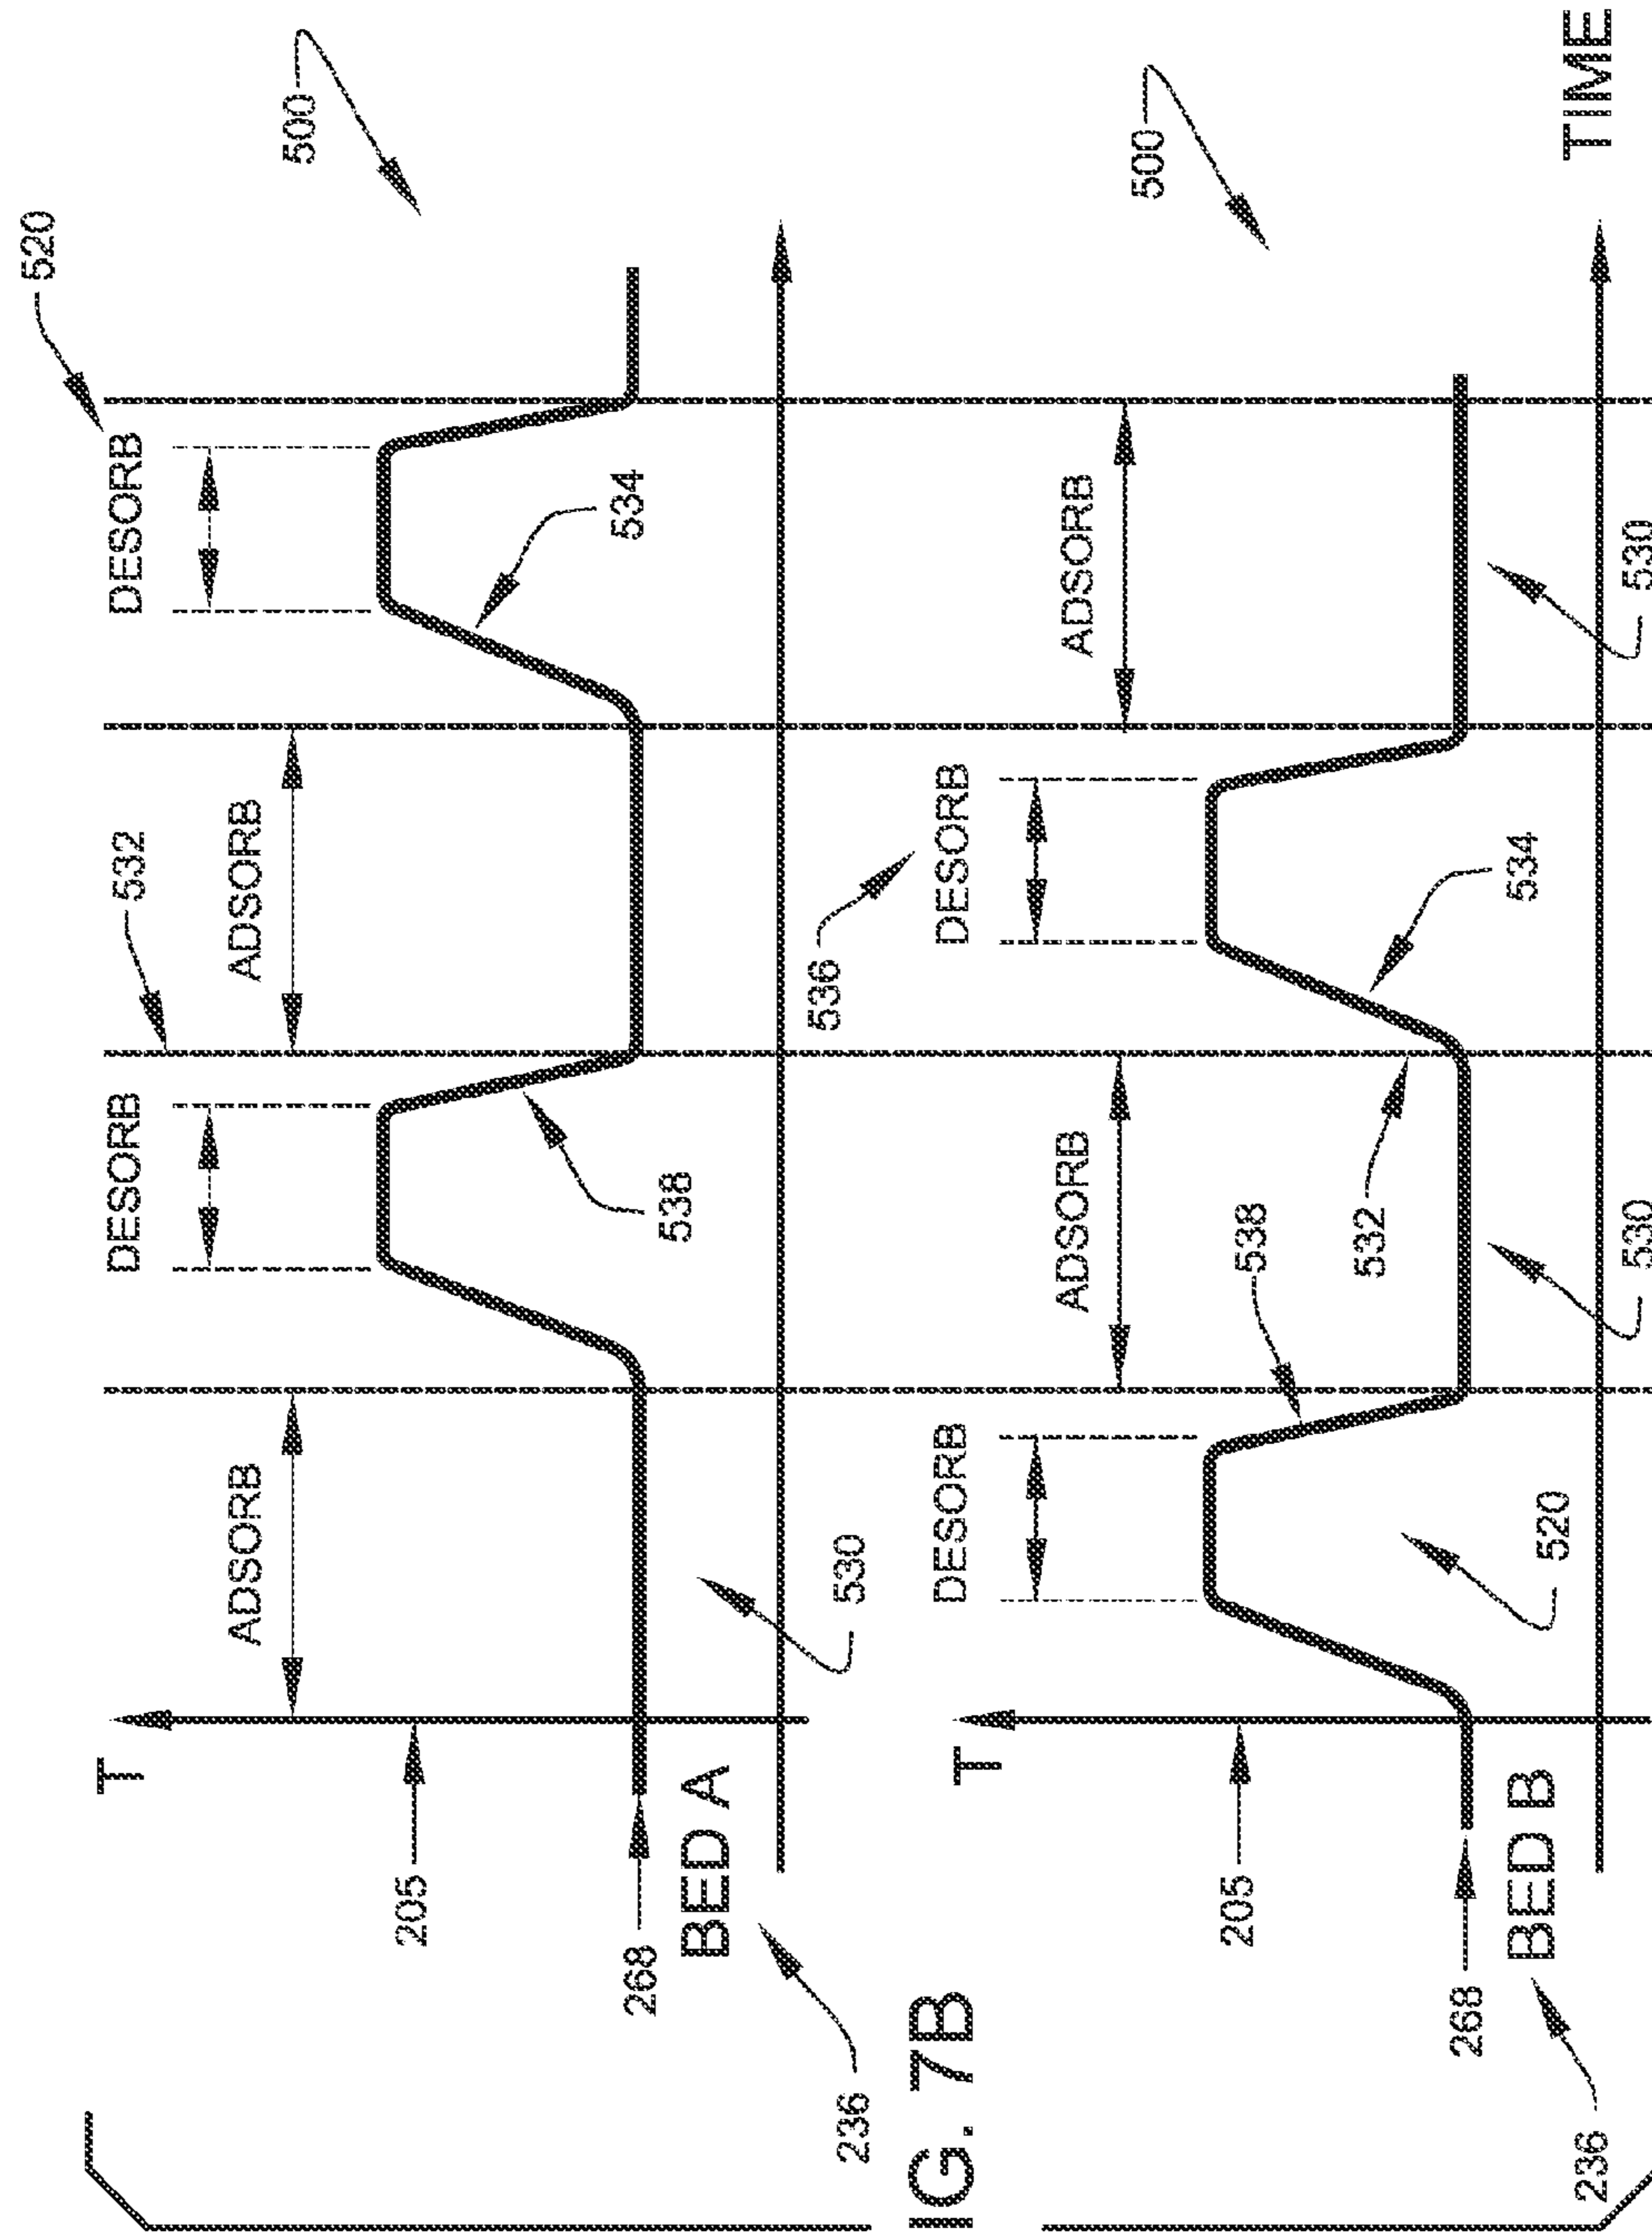 520
T
DESORB
532
DESORB
ADSORB
ADSORB
500
205
268
534
538
BED A
536
236
530
IG. 7B
T
DESORB
DESORB
ADSORB
ADSORB
500
205
538
532
268
534
BED B
520
236
TIME
530
530